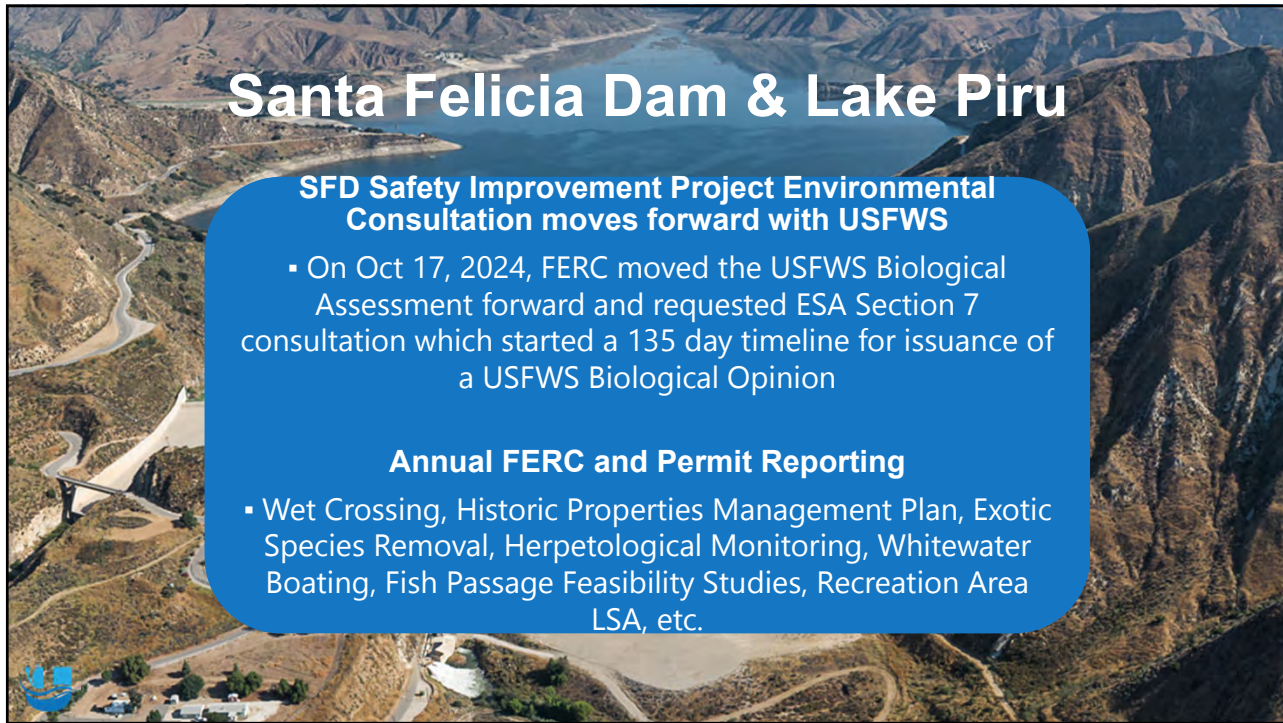 Santa Felicia Dam & Lake Piru
SFD Safety Improvement Project Environmental
Consultation moves forward with USFWS
▪ On Oct 17, 2024, FERC moved the USFWS Biological
Assessment forward and requested ESA Section 7
consultation which started a 135 day timeline for issuance of
a USFWS Biological Opinion
Annual FERC and Permit Reporting
▪ Wet Crossing, Historic Properties Management Plan, Exotic
Species Removal, Herpetological Monitoring, Whitewater
Boating, Fish Passage Feasibility Studies, Recreation Area
LSA, etc.